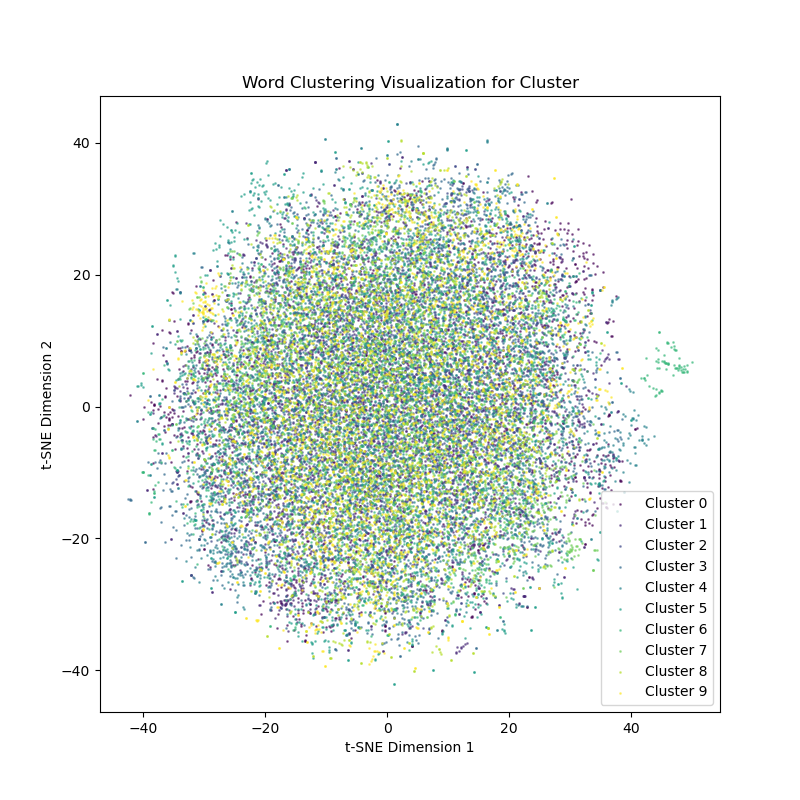 Word Clustering Visualization for Cluster
40
20
0
−20
−40
t-SNE Dimension 2
−40
−20
0
20
40
t-SNE Dimension 1
Cluster 0
Cluster 1
Cluster 2
Cluster 3
Cluster 4
Cluster 5
Cluster 6
Cluster 7
Cluster 8
Cluster 9